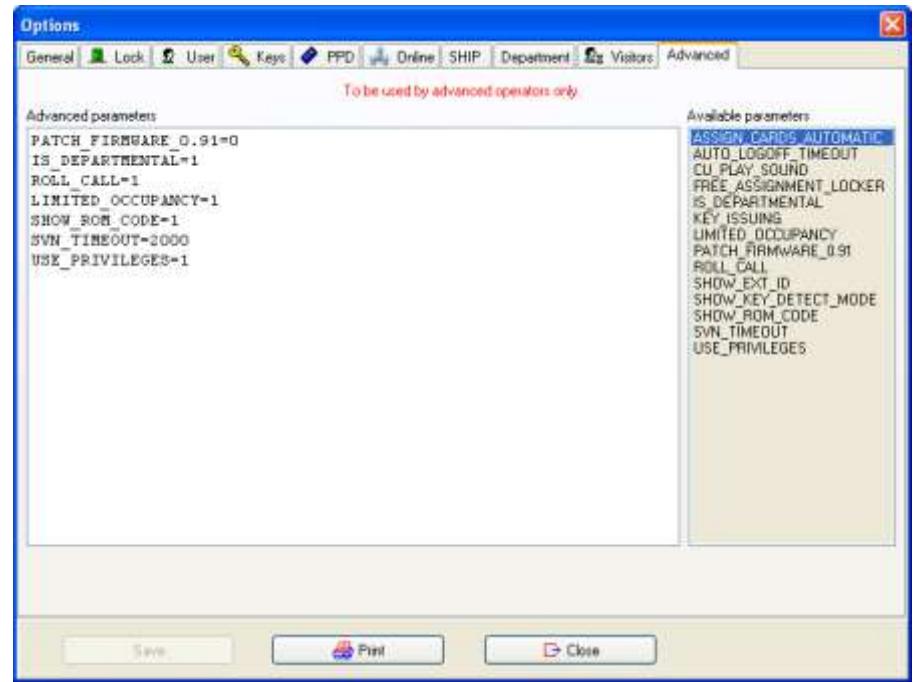 Options
General Lock User Keys PPD Online SHIP Department Visitors Advanced
To be used by advanced operators only.
Advanced parameters
PATCH_FIRMWARE_0.91=0
IS_DEPARTMENTAL=1
ROLL_CALL=1
LIMITED_OCCUPANCY=1
SHOW_ROM_CODE=1
SVN_TIMEOUT=2000
USE_PRIVILEGES=1
Available parameters
ASSIGN_CARDS_AUTOMATIC
AUTO_LOGOFF_TIMEOUT
CU_PLAY_SOUND
FREE_ASSIGNMENT_LOCKER
IS_DEPARTMENTAL
KEY_ISSUING
LIMITED_OCCUPANCY
PATCH_FIRMWARE_0.91
ROLL_CALL
SHOW_EXT_ID
SHOW_KEY_DETECT_MODE
SHOW_ROM_CODE
SVN_TIMEOUT
USE_PRIVILEGES
Save Print Close